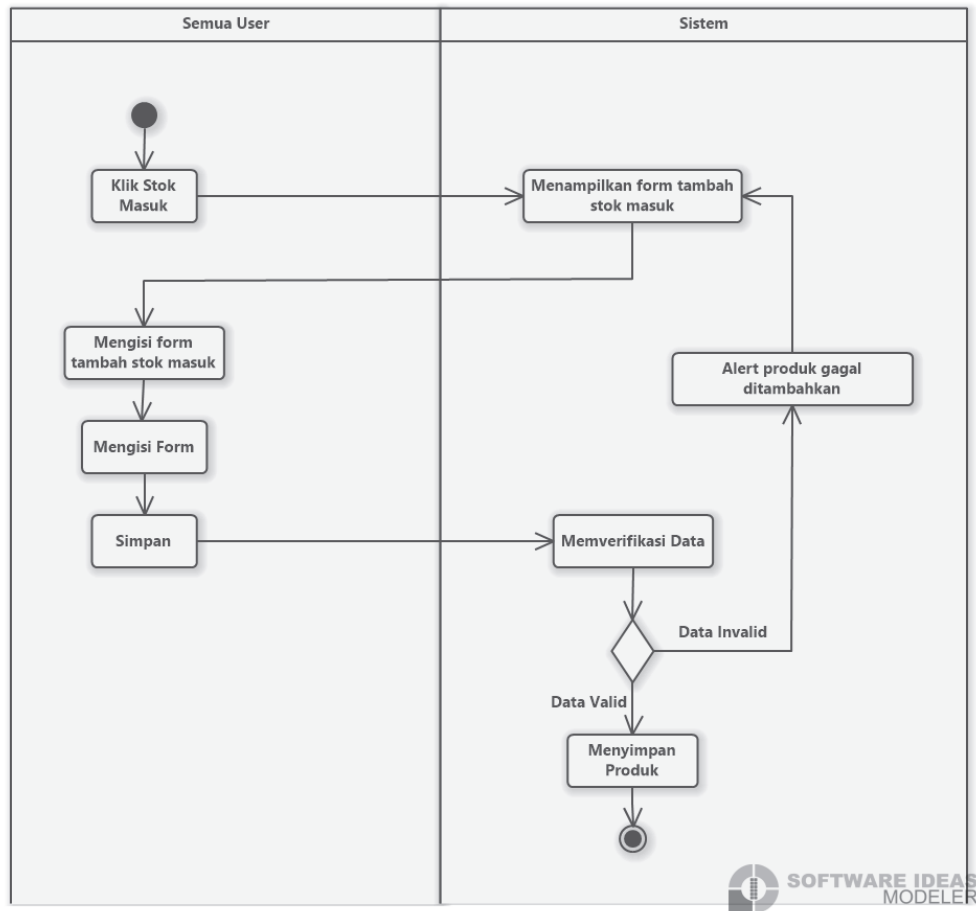 Semua User
Sistem
Klik Stok
Masuk
Menampilkan form tambah
stok masuk
Mengisi form
tambah stok masuk
Alert produk gagal
ditambahkan
Mengisi Form
Simpan
Memverifikasi Data
Data Invalid
Data Valid
Menyimpan
Produk
SOFTWARE IDEAS
MODELER